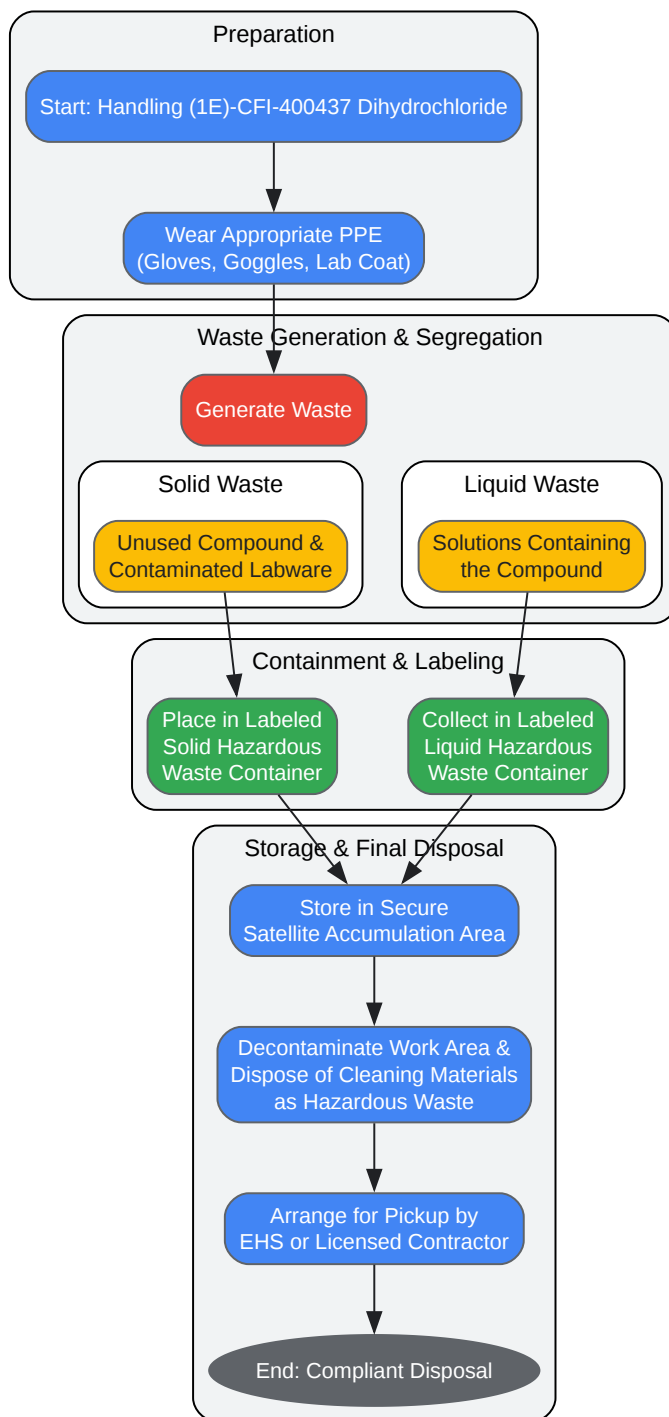 Preparation
Start: Handling (1E)-CFI-400437 Dihydrochloride
Wear Appropriate PPE
(Gloves, Goggles, Lab Coat)
Waste Generation & Segregation
Generate Waste
Solid Waste
Unused Compound &
Contaminated Labware
Liquid Waste
Solutions Containing
the Compound
Containment & Labeling
Place in Labeled
Solid Hazardous
Waste Container
Collect in Labeled
Liquid Hazardous
Waste Container
Storage & Final Disposal
Store in Secure
Satellite Accumulation Area
Decontaminate Work Area &
Dispose of Cleaning Materials
as Hazardous Waste
Arrange for Pickup by
EHS or Licensed Contractor
End: Compliant Disposal